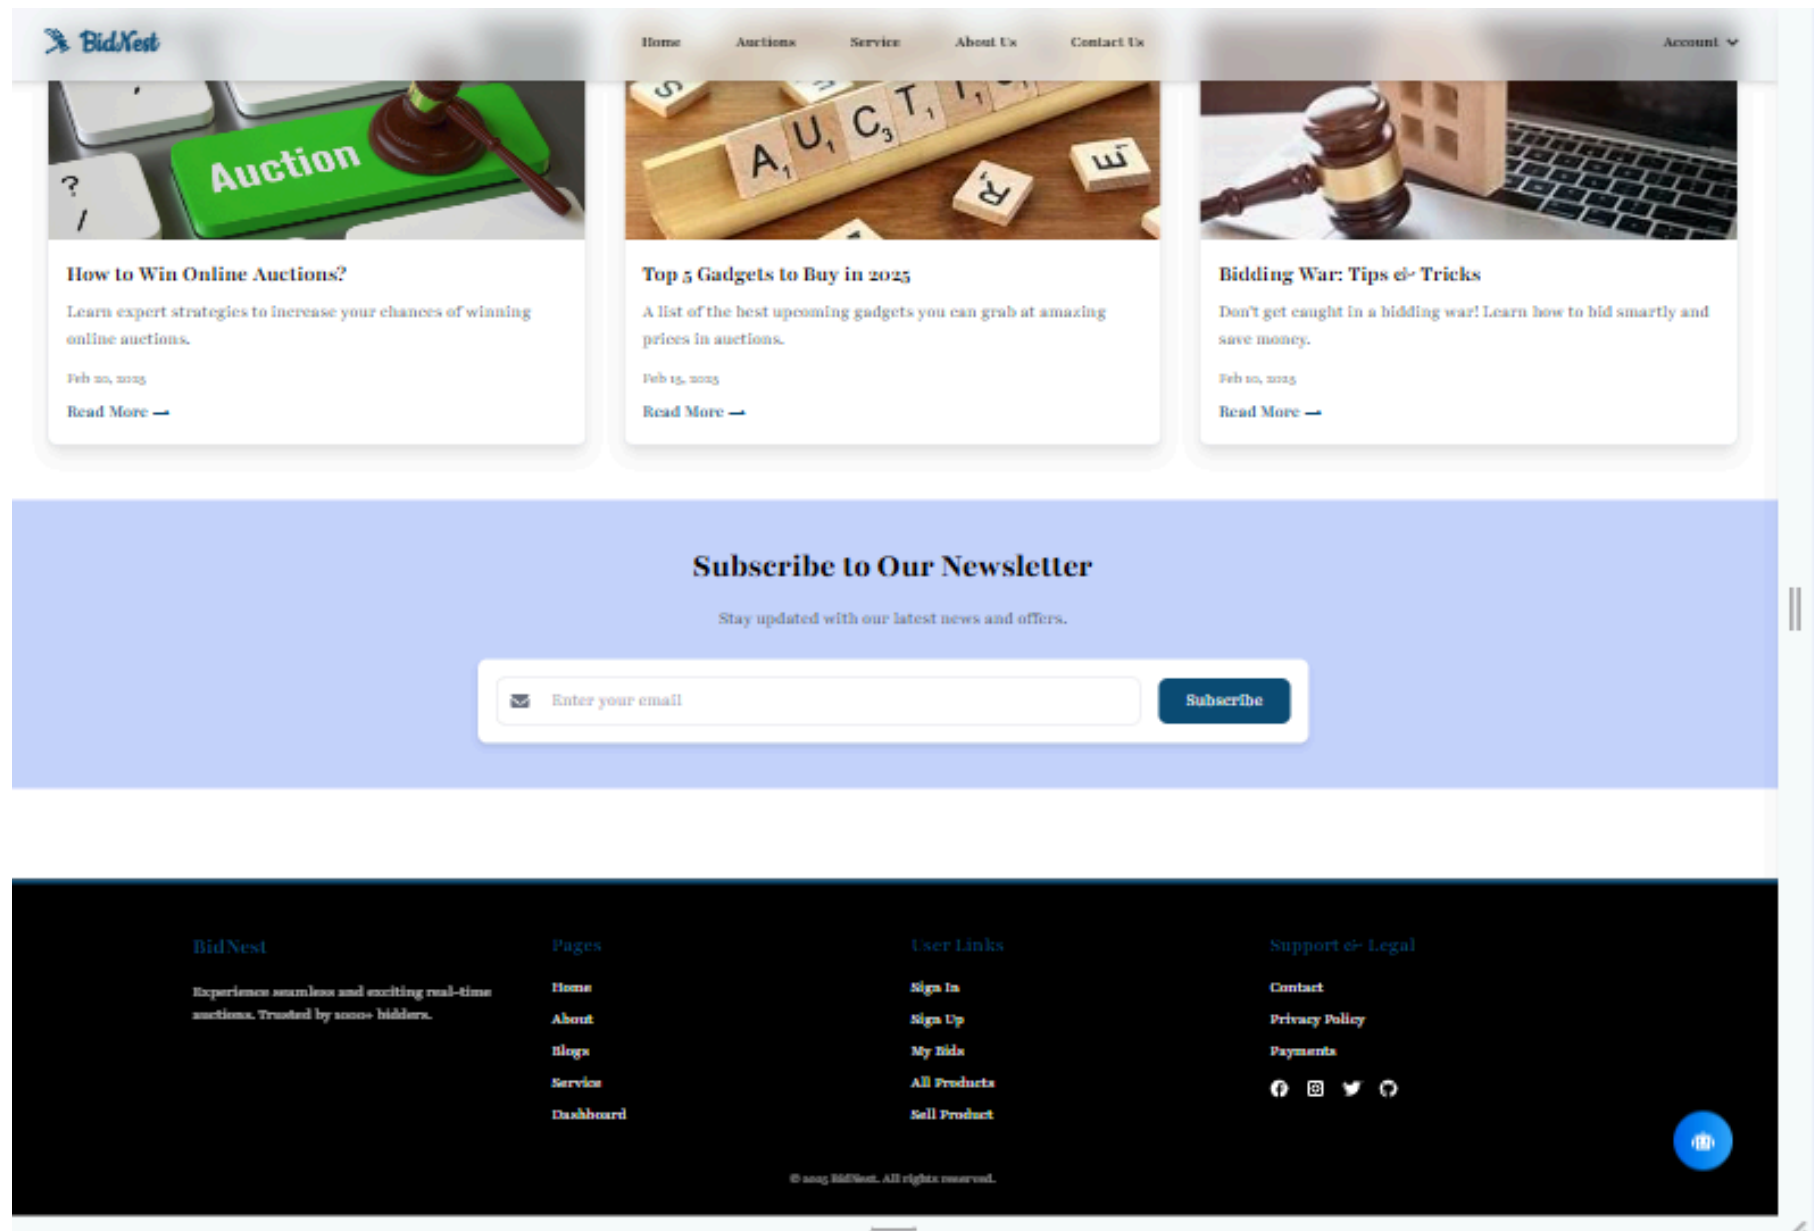 BidNest
Home Auctions Service About Us Contact Us Account
? /
Auction
S
A1 U1 C3 T1 I1
R1
E1
How to Win Online Auctions?
Learn expert strategies to increase your chances of winning
online auctions.
Feb 20, 2025
Read More
Top 5 Gadgets to Buy in 2025
A list of the best upcoming gadgets you can grab at amazing
prices in auctions.
Feb 15, 2025
Read More
Bidding War: Tips & Tricks
Don't get caught in a bidding war! Learn how to bid smartly and
save money.
Feb 10, 2025
Read More
Subscribe to Our Newsletter
Stay updated with our latest news and offers.
Enter your email
Subscribe
BidNest
Experience seamless and exciting real-time
auctions. Trusted by 1000+ bidders.
Pages
Home
About
Blogs
Service
Dashboard
User Links
Sign In
Sign Up
My Bids
All Products
Sell Product
Support & Legal
Contact
Privacy Policy
Payments
© 2025 BidNest. All rights reserved.